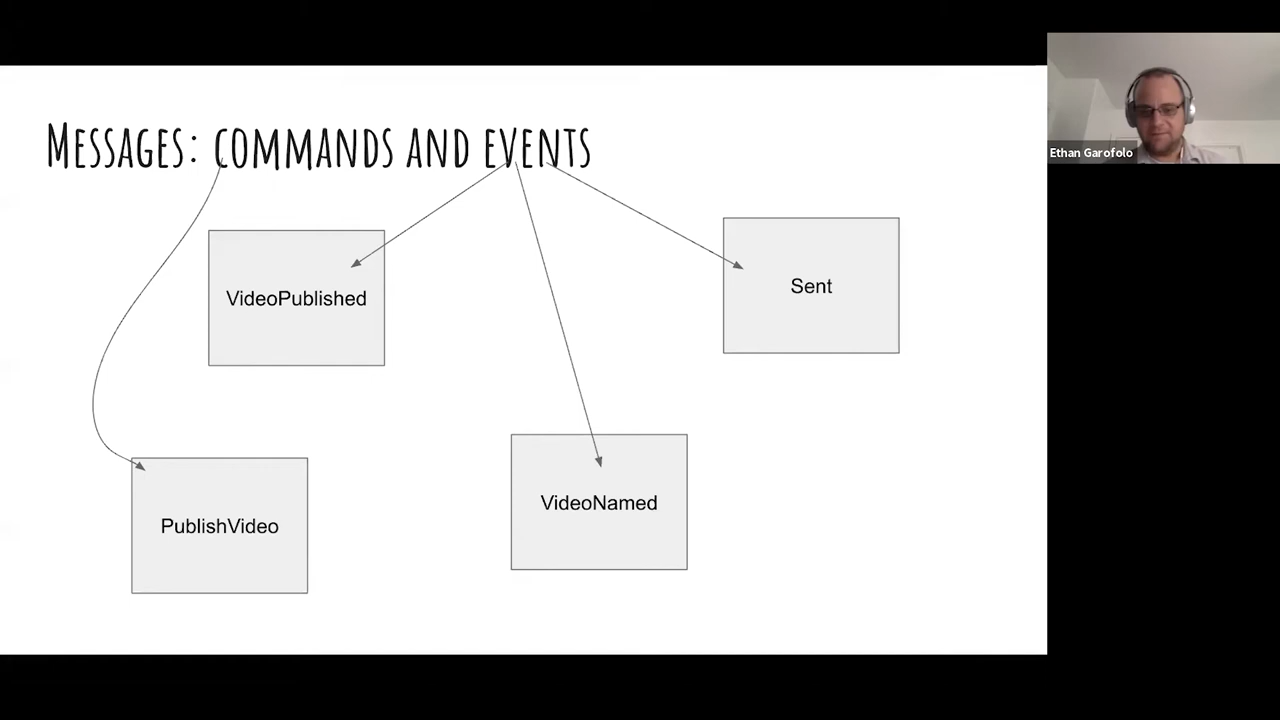 Messages: commands and events
Ethan Garofolo
VideoPublished
Sent
VideoNamed
PublishVideo